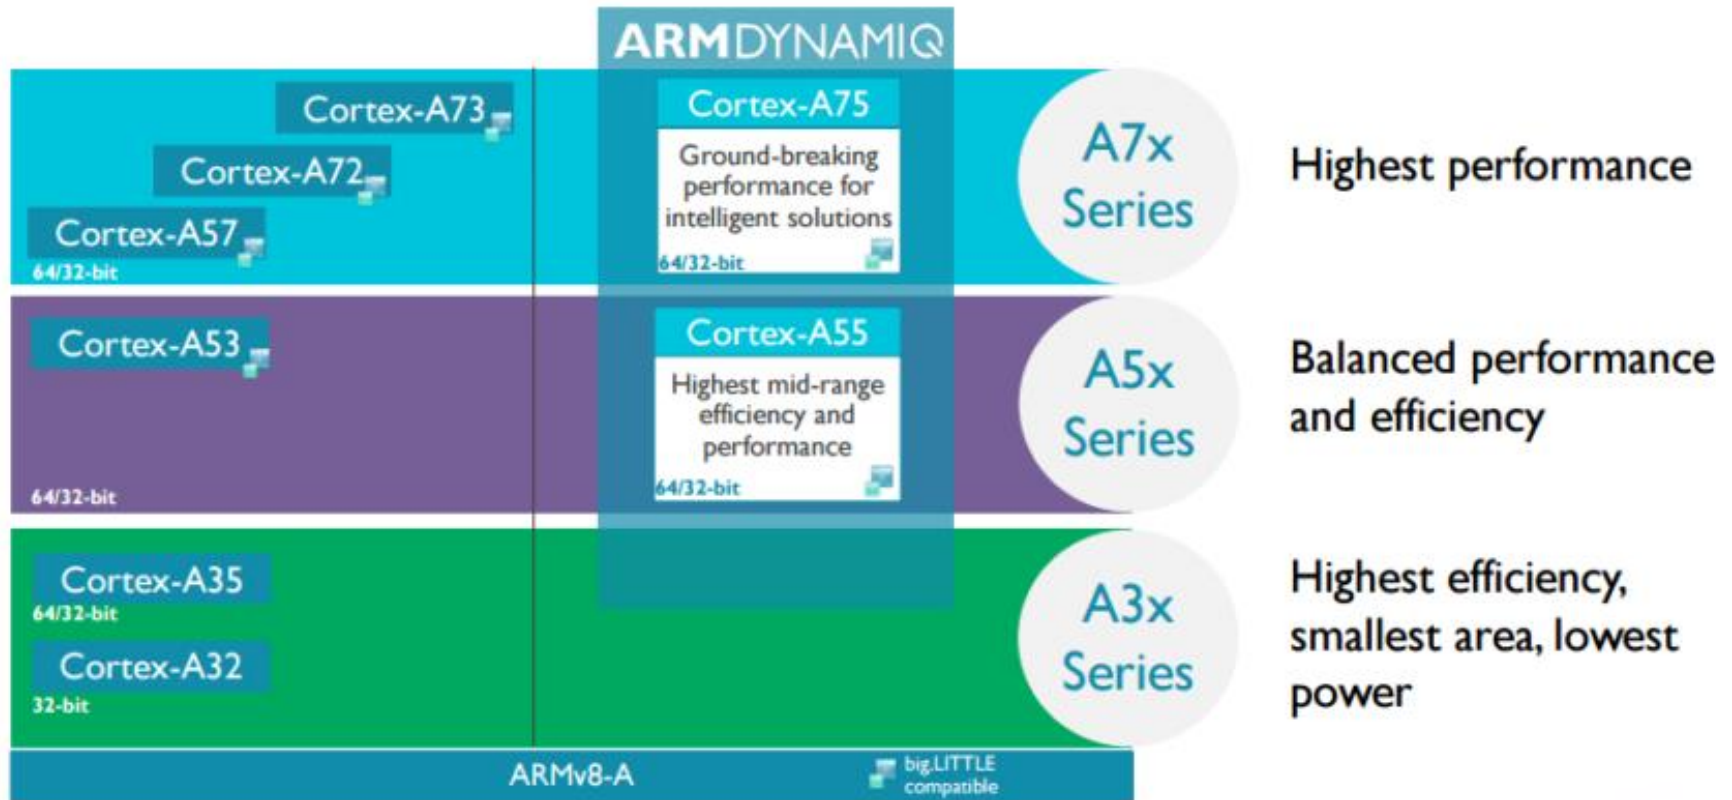 ARM DYNAMIQ
Cortex-A73
Cortex-A72
Cortex-A57
64/32-bit
Cortex-A75
Ground-breaking
performance for
intelligent solutions
64/32-bit
A7x
Series
Highest performance
Cortex-A53
64/32-bit
Cortex-A55
Highest mid-range
efficiency and
performance
64/32-bit
A5x
Series
Balanced performance
and efficiency
Cortex-A35
64/32-bit
Cortex-A32
32-bit
A3x
Series
Highest efficiency,
smallest area, lowest
power
ARMv8-A
big.LITTLE
compatible